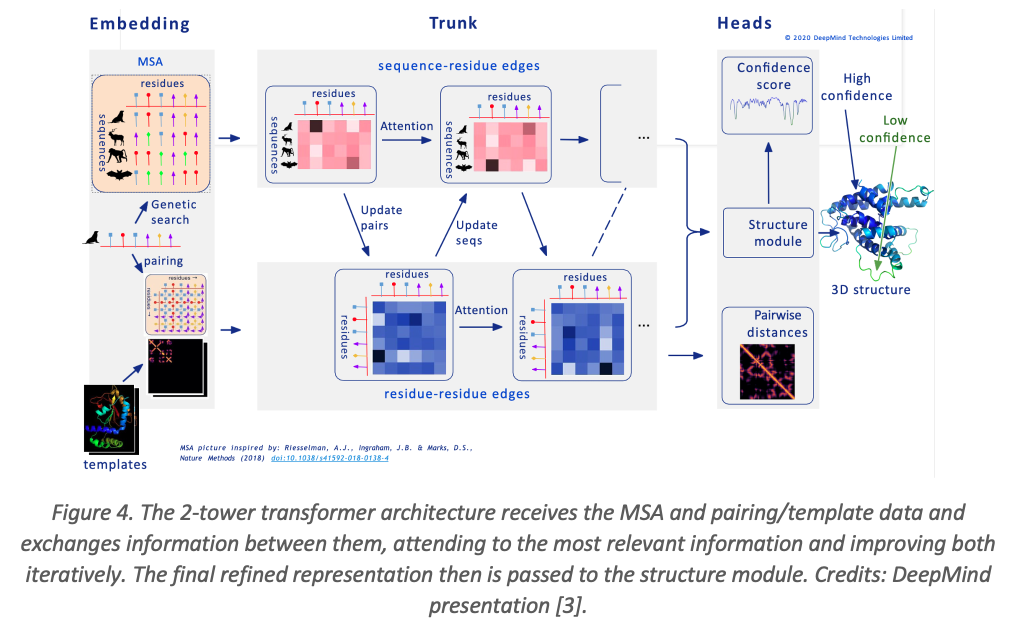 Embedding
Trunk
Heads
© 2020 DeepMind Technologies Limited
MSA
residues
sequences
Genetic
search
pairing
residues →
residues →
templates
sequence-residue edges
residues
sequences
Attention
residues
sequences
...
Update
pairs
Update
seqs
residues
residues
Attention
residues
residues
...
residue-residue edges
Confidence
score
High
confidence
Low
confidence
Structure
module
3D structure
Pairwise
distances
MSA picture inspired by: Riesselman, A.J., Ingraham, J.B. & Marks, D.S.,
Nature Methods (2018) doi:10.1038/s41592-018-0138-4
Figure 4. The 2-tower transformer architecture receives the MSA and pairing/template data and
exchanges information between them, attending to the most relevant information and improving both
iteratively. The final refined representation then is passed to the structure module. Credits: DeepMind
presentation [3].